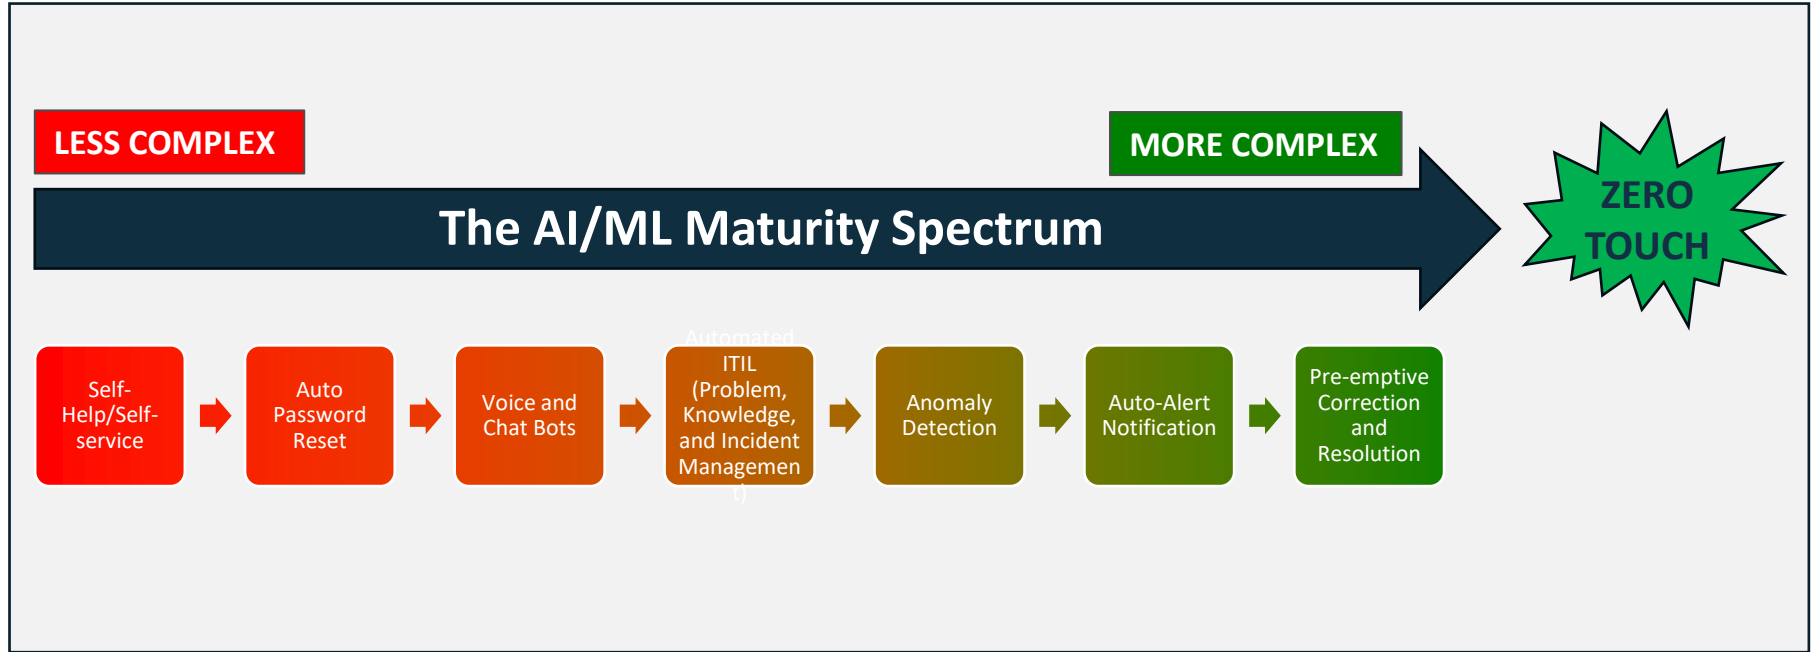 LESS COMPLEX
MORE COMPLEX
The AI/ML Maturity Spectrum
ZERO
TOUCH
Self-
Help/Self-
service
Auto
Password
Reset
Voice and
Chat Bots
Automated
ITIL
(Problem,
Knowledge,
and Incident
Managemen
t)
Anomaly
Detection
Auto-Alert
Notification
Pre-emptive
Correction
and
Resolution